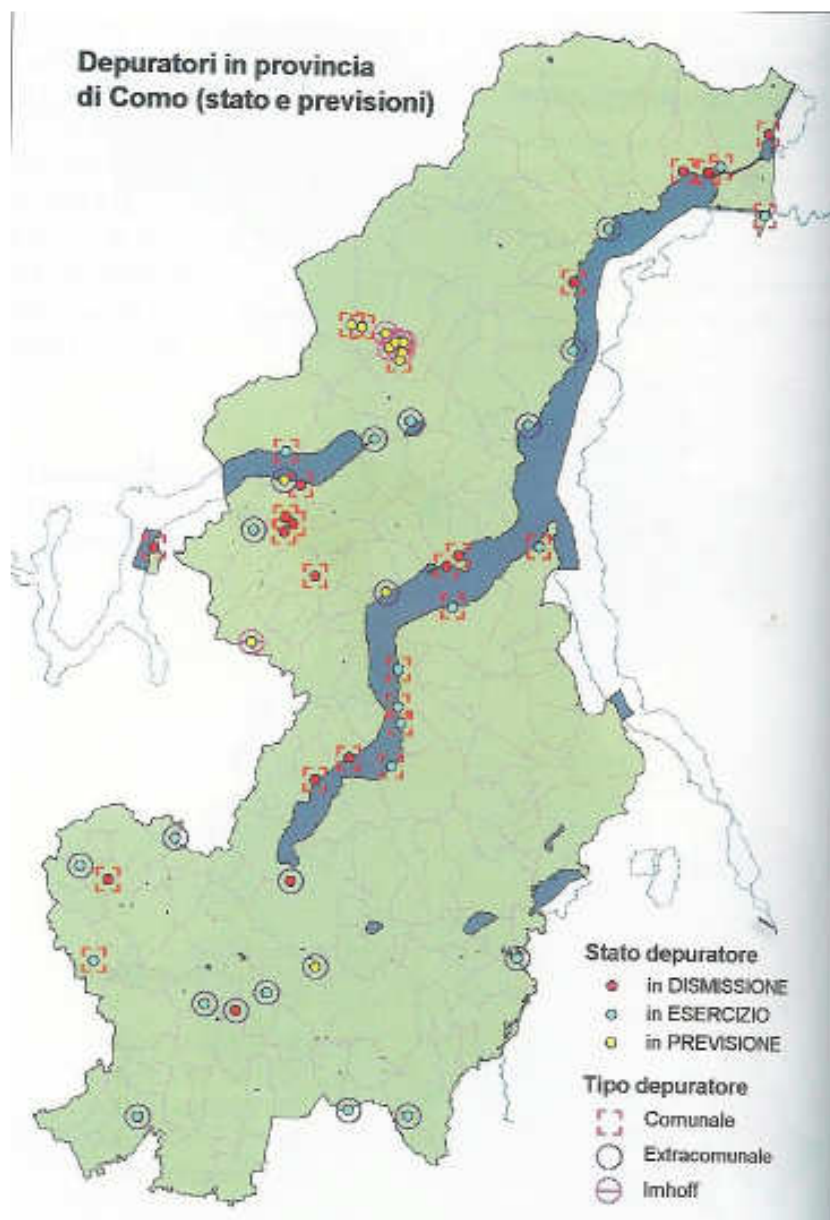 Depuratori in provincia
di Como (stato e previsioni)
Stato depuratore
in DISMISSIONE
in ESERCIZIO
in PREVISIONE
Tipo depuratore
Comunale
Extracomunale
Imhoff